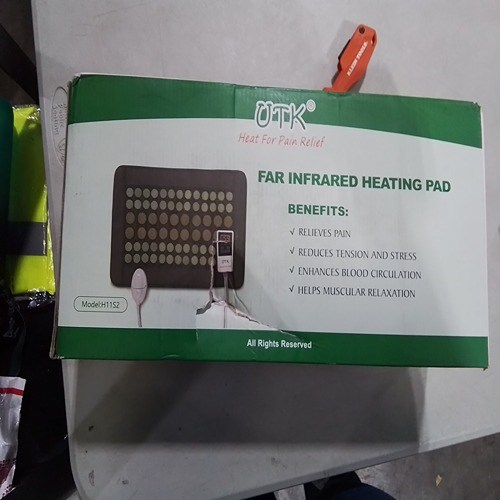 UTK®
Heat For Pain Relief
FAR INFRARED HEATING PAD
BENEFITS:
√ RELIEVES PAIN
√ REDUCES TENSION AND STRESS
√ ENHANCES BLOOD CIRCULATION
√ HELPS MUSCULAR RELAXATION
Model:H11S2
All Rights Reserved